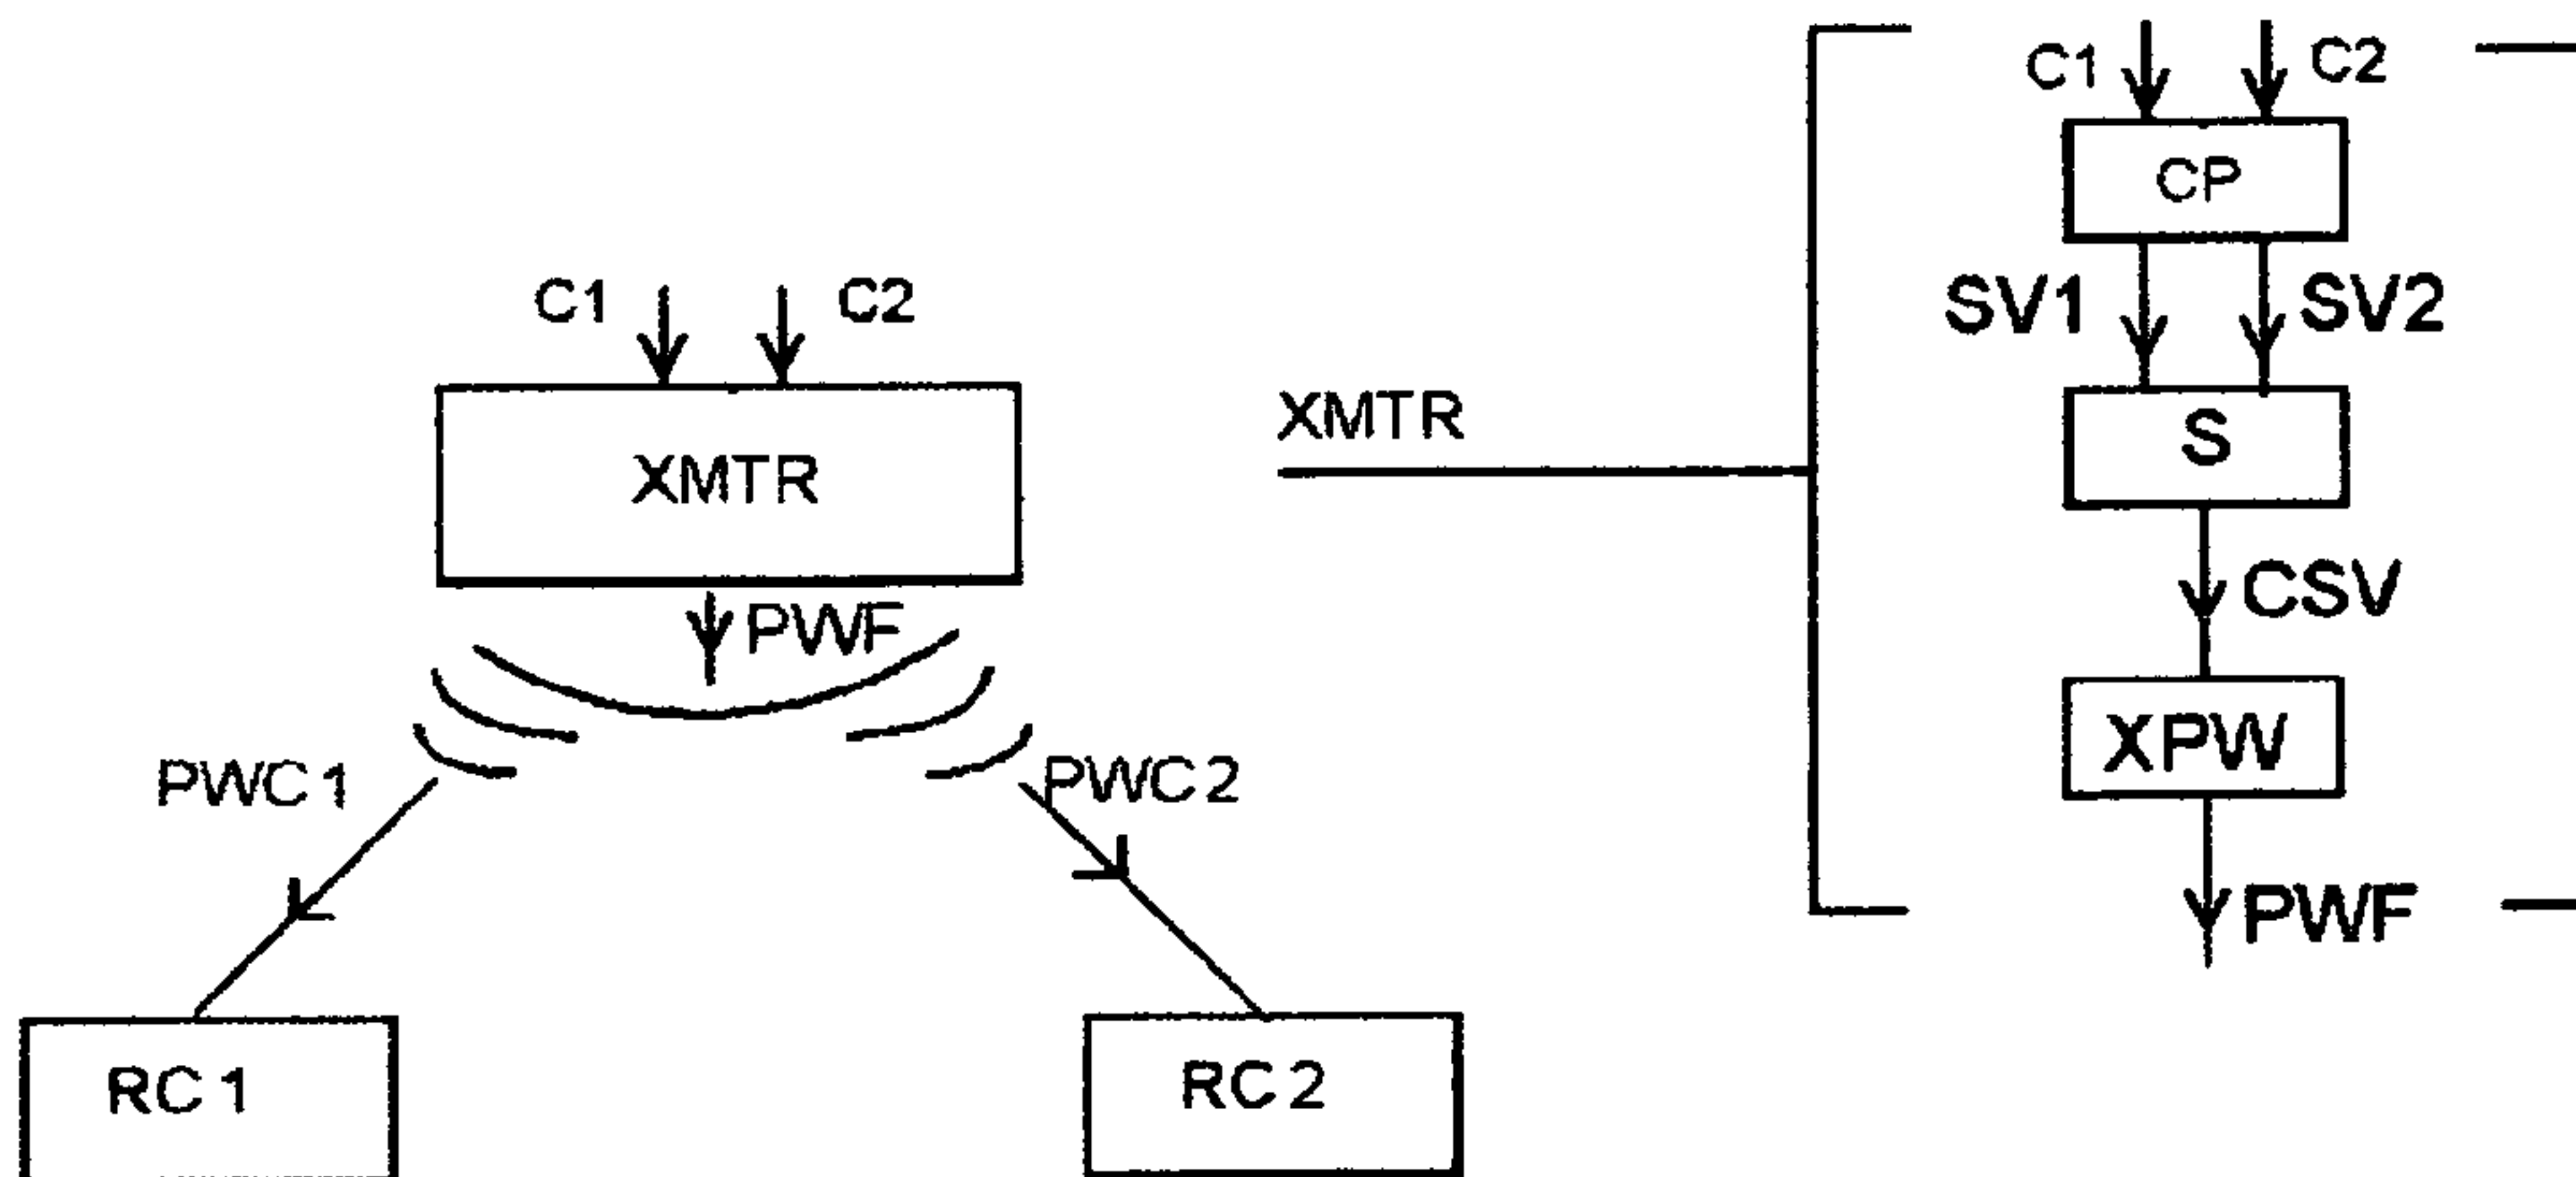 C1 C2
XMTR
PWF
PWC1 PWC2
RC1 RC2
XMTR
C1 C2
CP
SV1 SV2
S
CSV
XPW
PWF